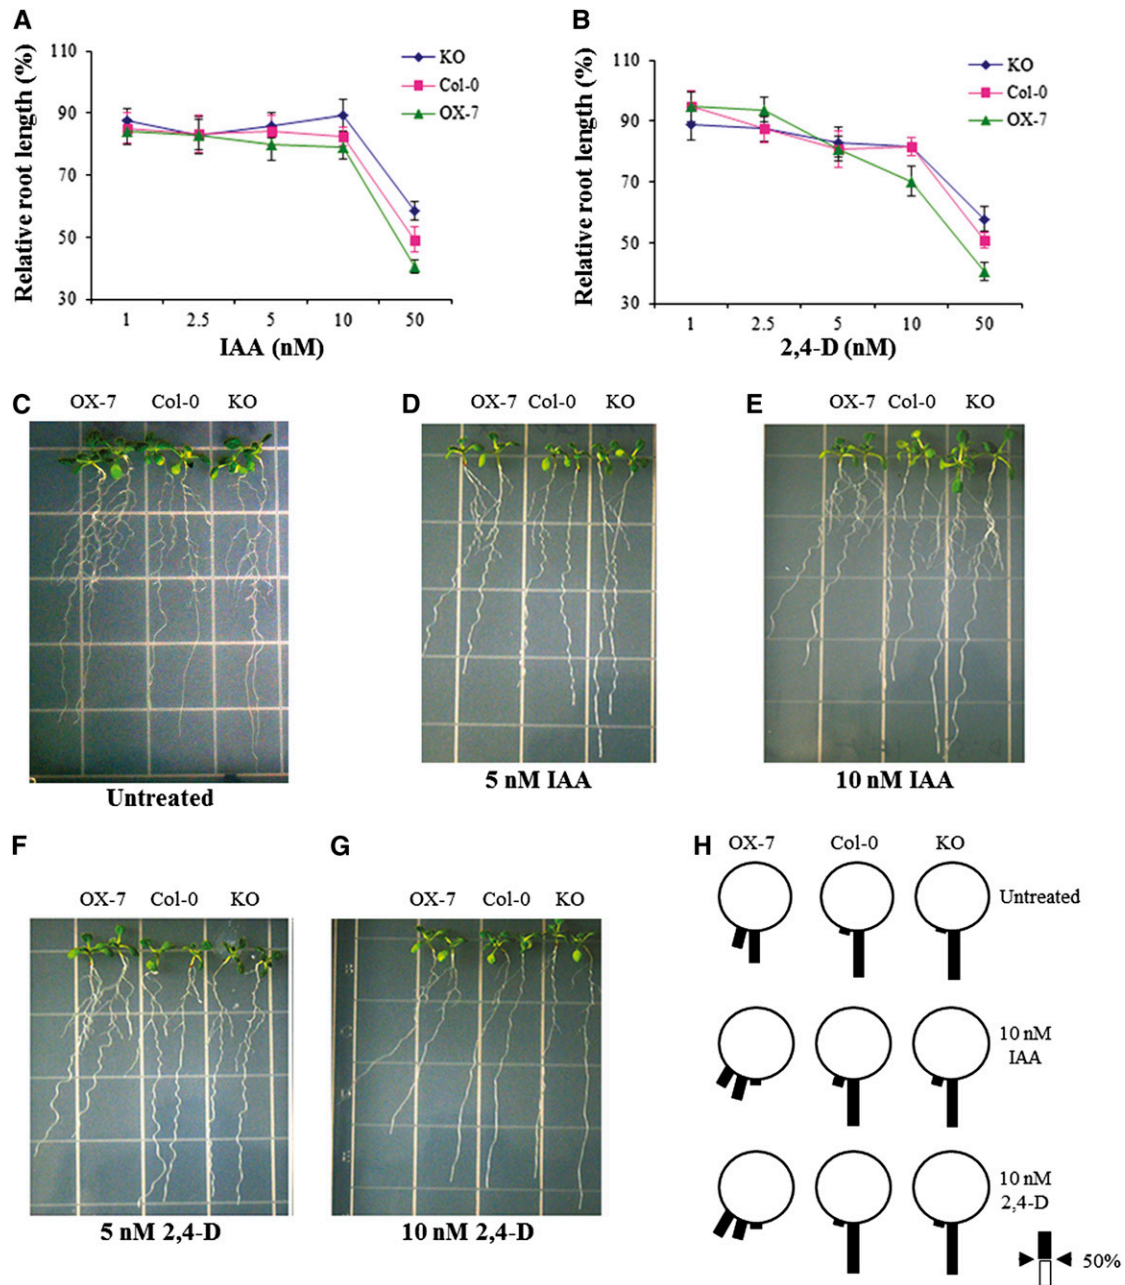 A
110
90
70
50
30
Relative root length (%)
KO
Col-0
OX-7
1 2.5 5 10 50
IAA (nM)
B
110
90
70
50
30
Relative root length (%)
KO
Col-0
OX-7
1 2.5 5 10 50
2,4-D (nM)
C
OX-7 Col-0 KO
Untreated
D
OX-7 Col-0 KO
5 nM IAA
E
OX-7 Col-0 KO
10 nM IAA
F
OX-7 Col-0 KO
5 nM 2,4-D
G
OX-7 Col-0 KO
10 nM 2,4-D
H
OX-7 Col-0 KO
Untreated
10 nM
IAA
10 nM
2,4-D
50%